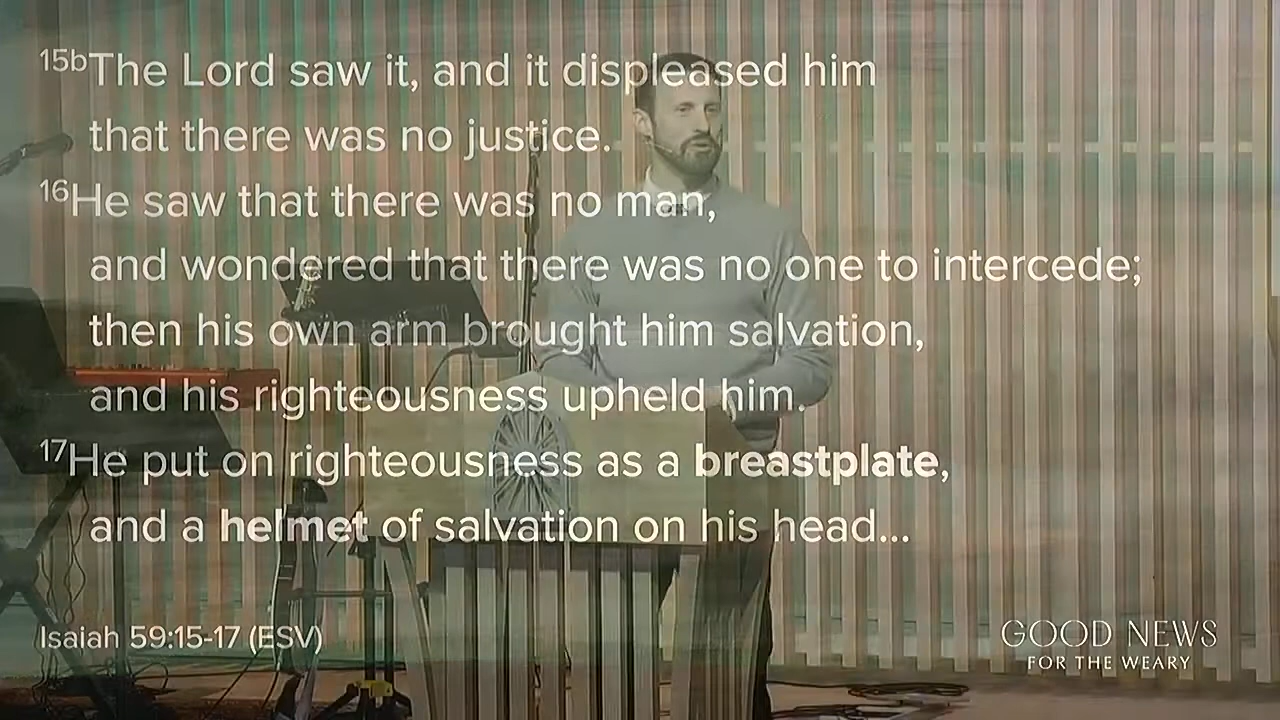 15bThe Lord saw it, and it displeased him
that there was no justice.
16He saw that there was no man,
and wondered that there was no one to intercede;
then his own arm brought him salvation,
and his righteousness upheld him.
17He put on righteousness as a breastplate,
and a helmet of salvation on his head...
Isaiah 59:15-17 (ESV)
GOOD NEWS
FOR THE WEARY